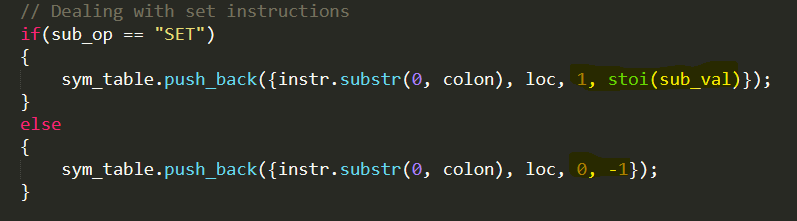 // Dealing with set instructions
if(sub_op == "SET")
{
sym_table.push_back({instr.substr(0, colon), loc, 1, stoi(sub_val)});
}
else
{
sym_table.push_back({instr.substr(0, colon), loc, 0, -1});
}